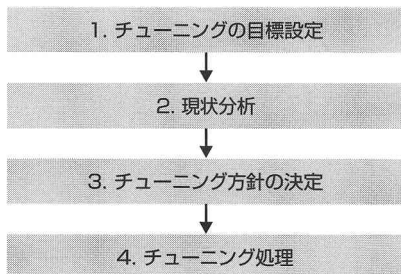 1. チューニングの目標設定
2. 現状分析
3. チューニング方針の決定
4. チューニング処理